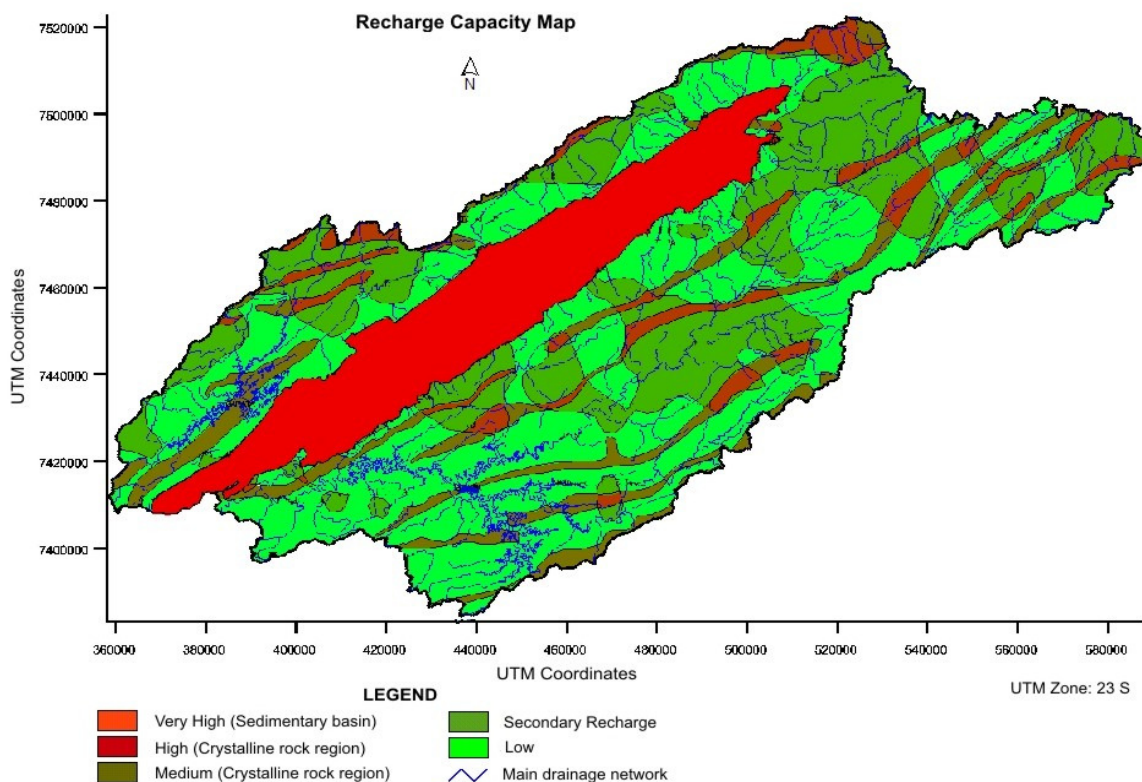 Recharge Capacity Map
N
7520000
7500000
7480000
7460000
7440000
7420000
7400000
UTM Coordinates
360000 380000 400000 420000 440000 460000 480000 500000 520000 540000 560000 580000
UTM Coordinates
UTM Zone: 23 S
LEGEND
Very High (Sedimentary basin)
High (Crystalline rock region)
Medium (Crystalline rock region)
Secondary Recharge
Low
Main drainage network